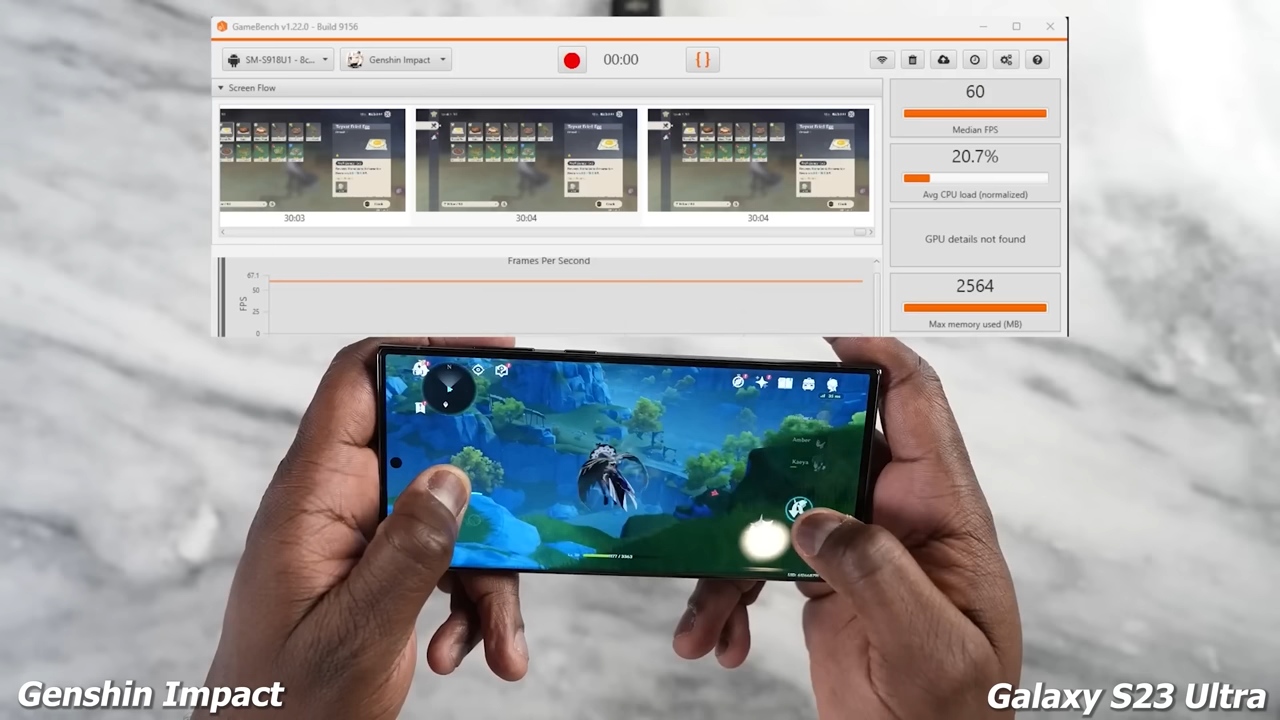 GameBench v1.22.0 - Build 9156
SM-S918U1 - 8c...
Genshin Impact
00:00
{ }
Screen Flow
30:03
30:04
30:04
60
Median FPS
20.7%
Avg CPU load (normalized)
GPU details not found
2564
Max memory used (MB)
Frames Per Second
67.1
50
25
0
FPS
N
Amber
Kaeya
Genshin Impact
Galaxy S23 Ultra